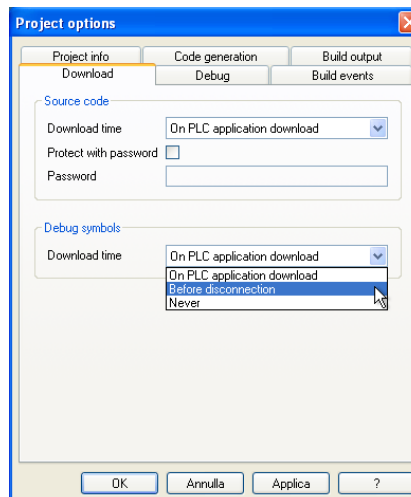 Project options
Project info Code generation Build output
Download Debug Build events
Source code
Download time On PLC application download
Protect with password
Password
Debug symbols
Download time On PLC application download
On PLC application download
Before disconnection
Never
OK Annulla Applica ?